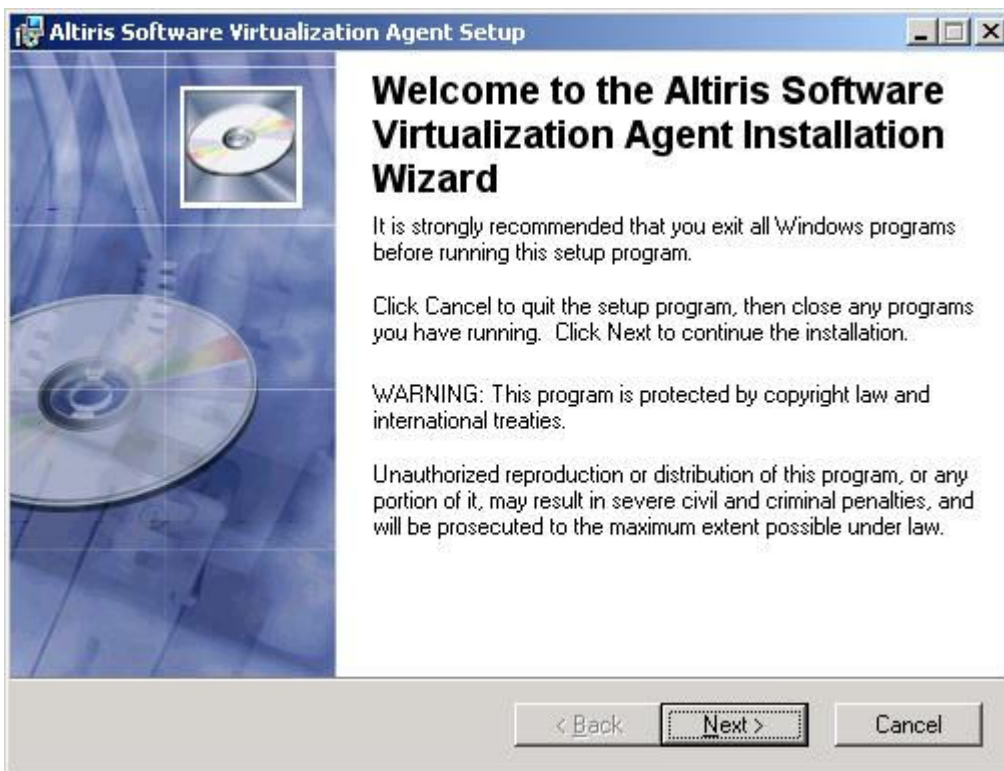 Altiris Software Virtualization Agent Setup
Welcome to the Altiris Software
Virtualization Agent Installation
Wizard
It is strongly recommended that you exit all Windows programs
before running this setup program.
Click Cancel to quit the setup program, then close any programs
you have running.  Click Next to continue the installation.
WARNING: This program is protected by copyright law and
international treaties.
Unauthorized reproduction or distribution of this program, or any
portion of it, may result in severe civil and criminal penalties, and
will be prosecuted to the maximum extent possible under law.
< Back Next > Cancel